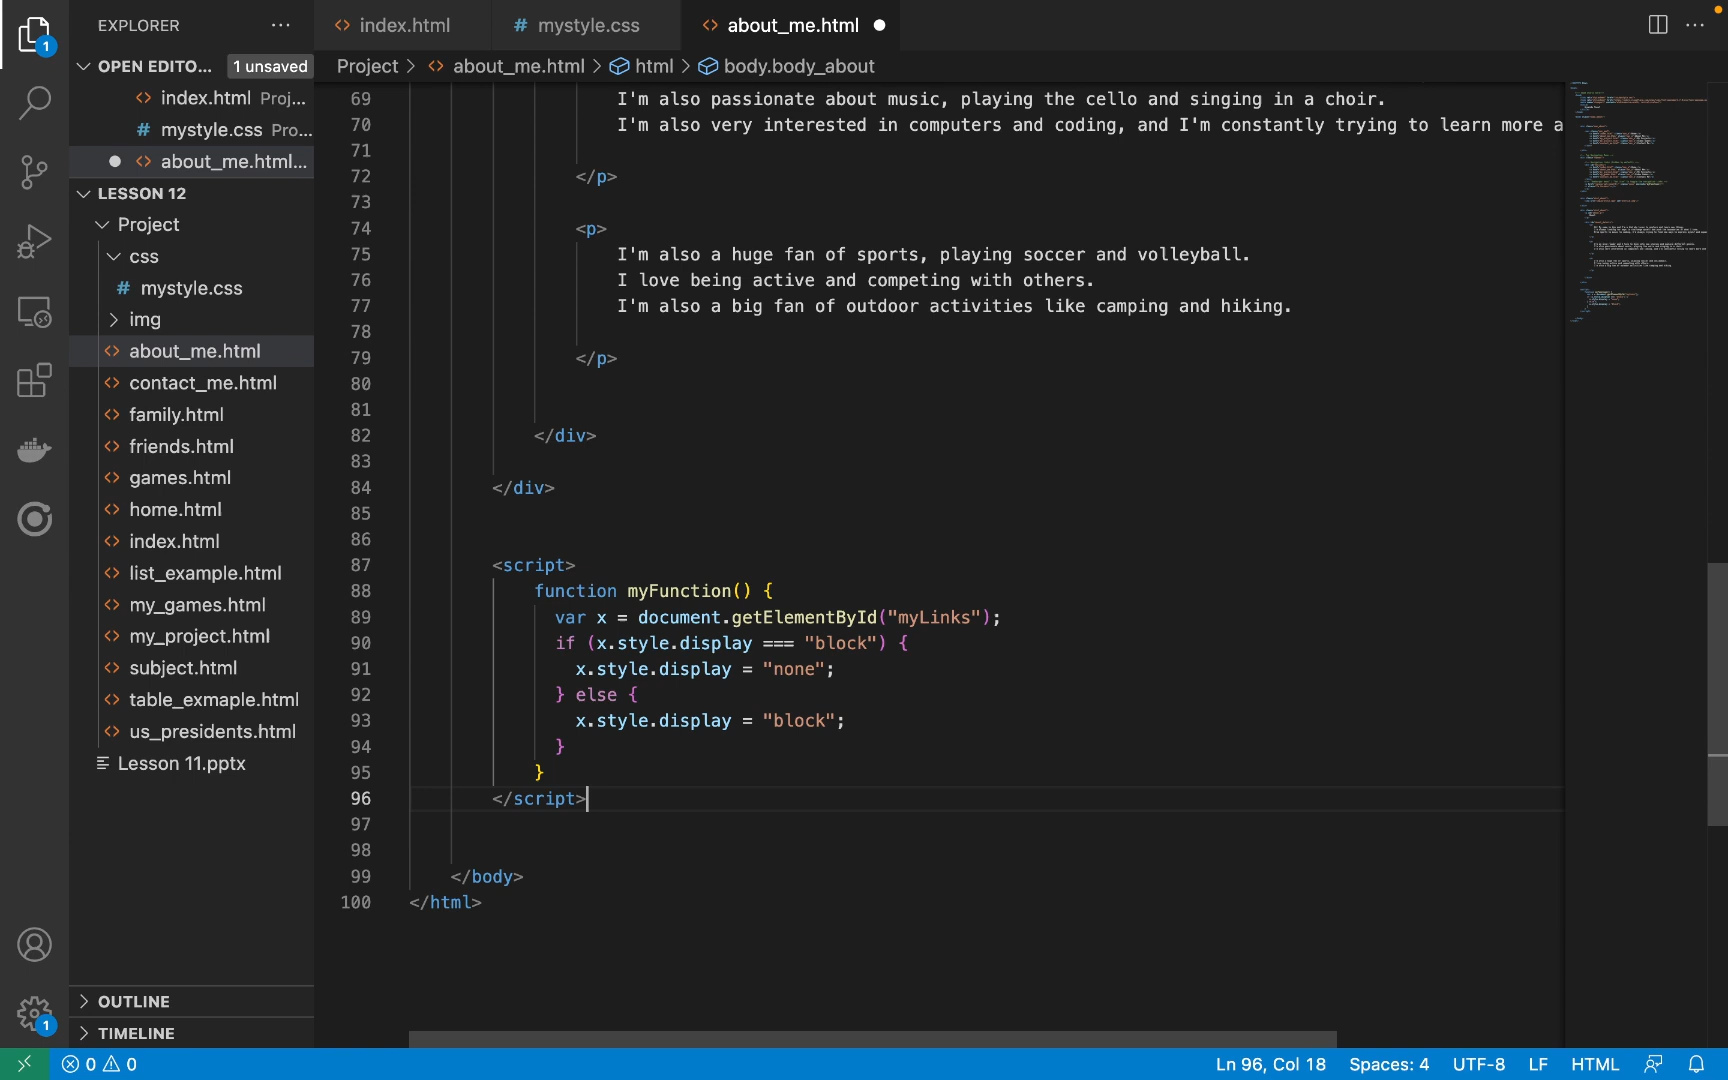 EXPLORER
index.html
mystyle.css
about_me.html
OPEN EDITO...
1 unsaved
index.html Proj...
mystyle.css Pro...
about_me.html...
LESSON 12
Project
css
mystyle.css
img
about_me.html
contact_me.html
family.html
friends.html
games.html
home.html
index.html
list_example.html
my_games.html
my_project.html
subject.html
table_exmaple.html
us_presidents.html
Lesson 11.pptx
OUTLINE
TIMELINE
Project > about_me.html > html > body.body_about
69 I'm also passionate about music, playing the cello and singing in a choir.
70 I'm also very interested in computers and coding, and I'm constantly trying to learn more a
71
72 </p>
73
74 <p>
75 I'm also a huge fan of sports, playing soccer and volleyball.
76 I love being active and competing with others.
77 I'm also a big fan of outdoor activities like camping and hiking.
78
79 </p>
80
81
82 </div>
83
84 </div>
85
86
87 <script>
88 function myFunction() {
89 var x = document.getElementById("myLinks");
90 if (x.style.display === "block") {
91 x.style.display = "none";
92 } else {
93 x.style.display = "block";
94 }
95 }
96 </script>
97
98
99 </body>
100 </html>
1
1
0 0
Ln 96, Col 18
Spaces: 4
UTF-8
LF
HTML